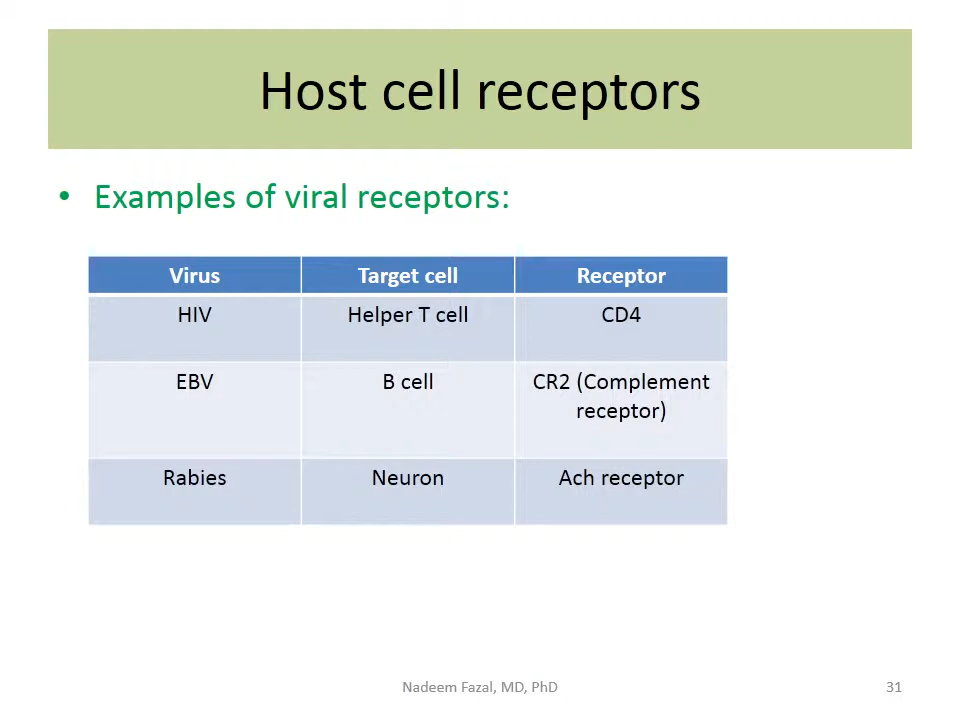 Host cell receptors
• Examples of viral receptors:
Virus Target cell Receptor
HIV Helper T cell CD4
EBV B cell CR2 (Complement
receptor)
Rabies Neuron Ach receptor
Nadeem Fazal, MD, PhD 31